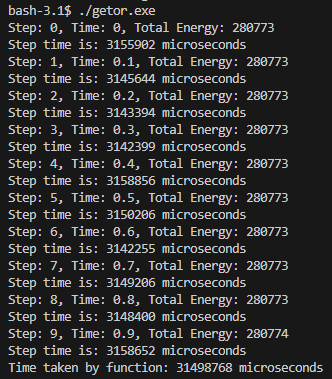 bash-3.1$ ./getor.exe
Step: 0, Time: 0, Total Energy: 280773
Step time is: 3155902 microseconds
Step: 1, Time: 0.1, Total Energy: 280773
Step time is: 3145644 microseconds
Step: 2, Time: 0.2, Total Energy: 280773
Step time is: 3143394 microseconds
Step: 3, Time: 0.3, Total Energy: 280773
Step time is: 3142399 microseconds
Step: 4, Time: 0.4, Total Energy: 280773
Step time is: 3158856 microseconds
Step: 5, Time: 0.5, Total Energy: 280773
Step time is: 3150206 microseconds
Step: 6, Time: 0.6, Total Energy: 280773
Step time is: 3142255 microseconds
Step: 7, Time: 0.7, Total Energy: 280773
Step time is: 3149206 microseconds
Step: 8, Time: 0.8, Total Energy: 280773
Step time is: 3148400 microseconds
Step: 9, Time: 0.9, Total Energy: 280774
Step time is: 3158652 microseconds
Time taken by function: 31498768 microseconds